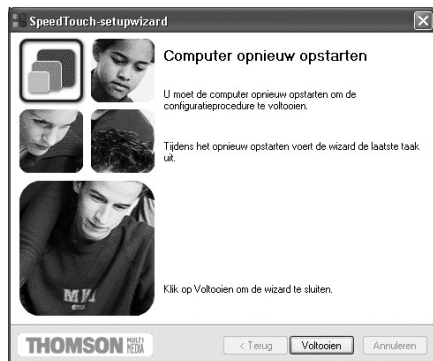 SpeedTouch-setupwizard
Computer opnieuw opstarten
U moet de computer opnieuw opstarten om de
configuratieprocedure te voltooien.
Tijdens het opnieuw opstarten voert de wizard de laatste taak
uit.
Klik op Voltooien om de wizard te sluiten.
THOMSON MULTI
MEDIA
< Terug
Voltooien
Annuleren